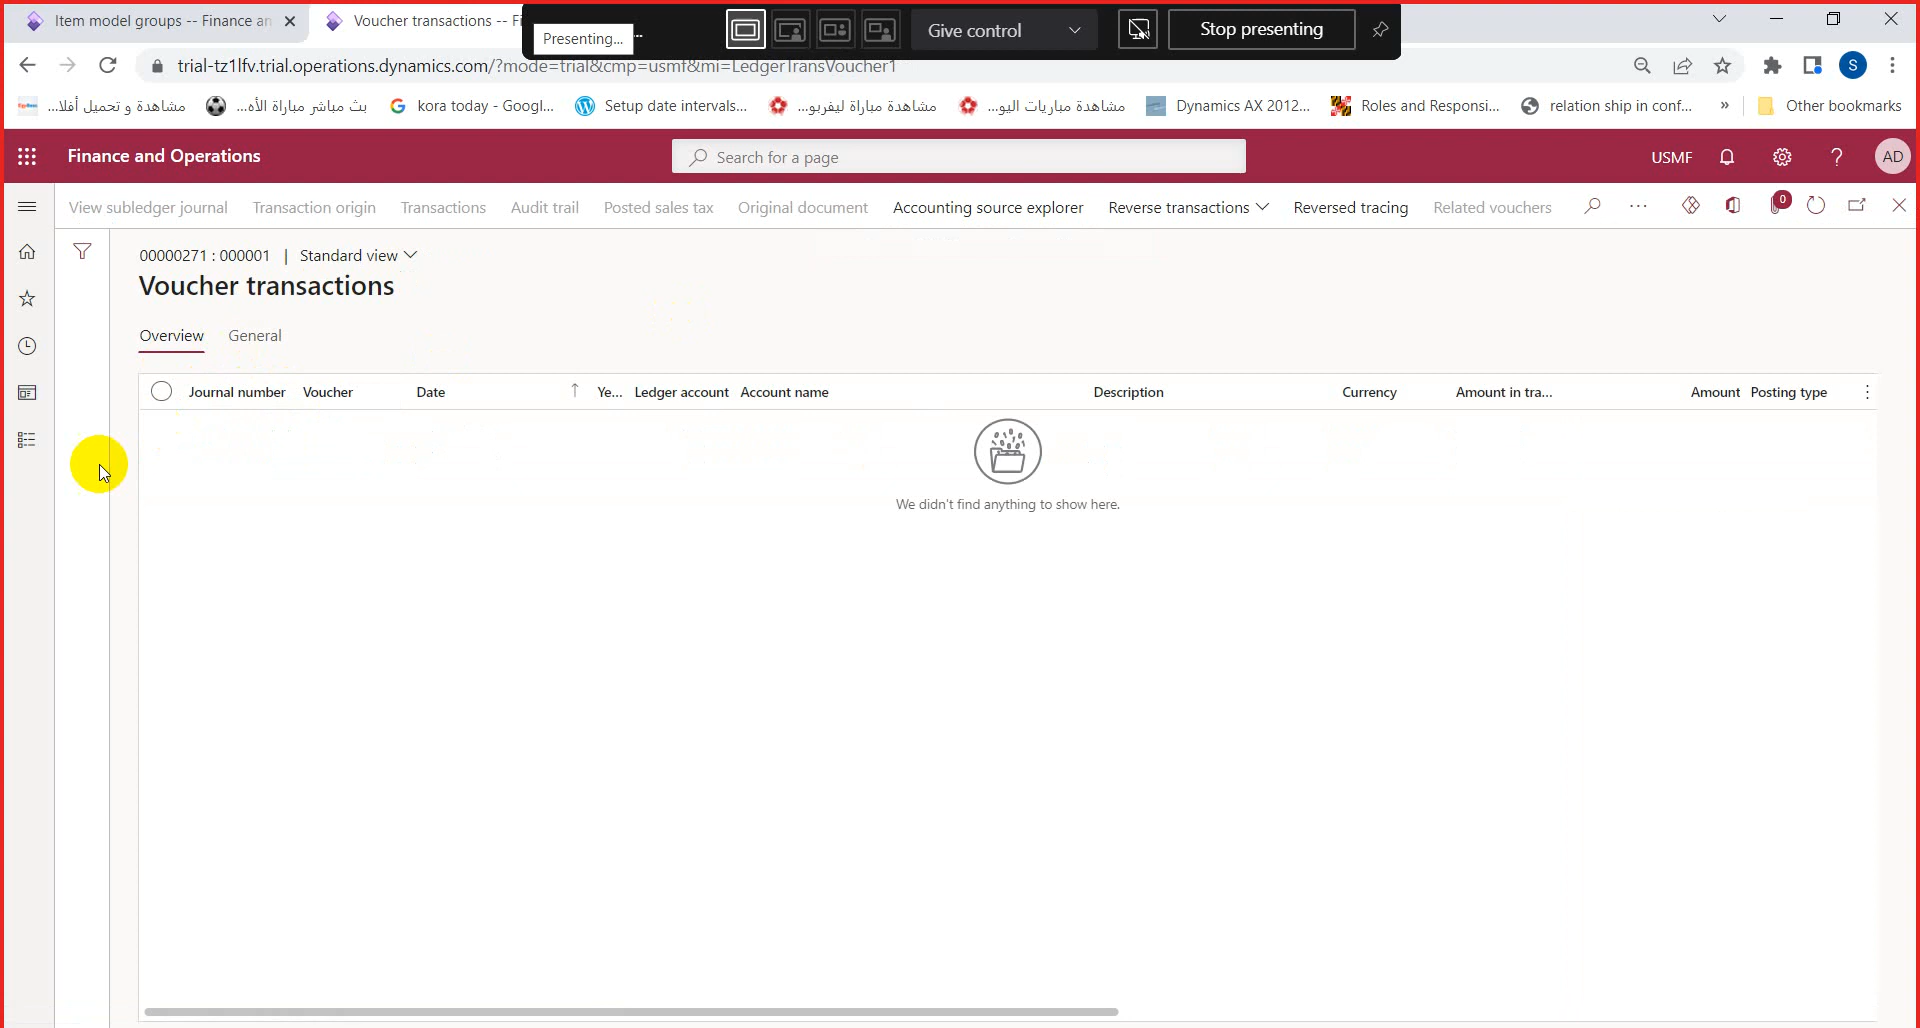 Item model groups -- Finance an
Voucher transactions -- Fi
Presenting...
...
Give control
Stop presenting
trial-tz1lfv.trial.operations.dynamics.com/?mode=trial&cmp=usmf&mi=LedgerTransVoucher1
S
مشاهدة و تحميل أفلا...
بث مباشر مباراة الأه...
kora today - Googl...
Setup date intervals...
مشاهدة مباراة ليفربو...
مشاهدة مباريات اليو...
Dynamics AX 2012...
Roles and Responsi...
relation ship in conf...
»
Other bookmarks
Finance and Operations
Search for a page
USMF
?
AD
View subledger journal
Transaction origin
Transactions
Audit trail
Posted sales tax
Original document
Accounting source explorer
Reverse transactions
Reversed tracing
Related vouchers
...
0
00000271 : 000001 | Standard view
Voucher transactions
Overview
General
Journal number
Voucher
Date
↑
Ye...
Ledger account
Account name
Description
Currency
Amount in tra...
Amount
Posting type
We didn't find anything to show here.